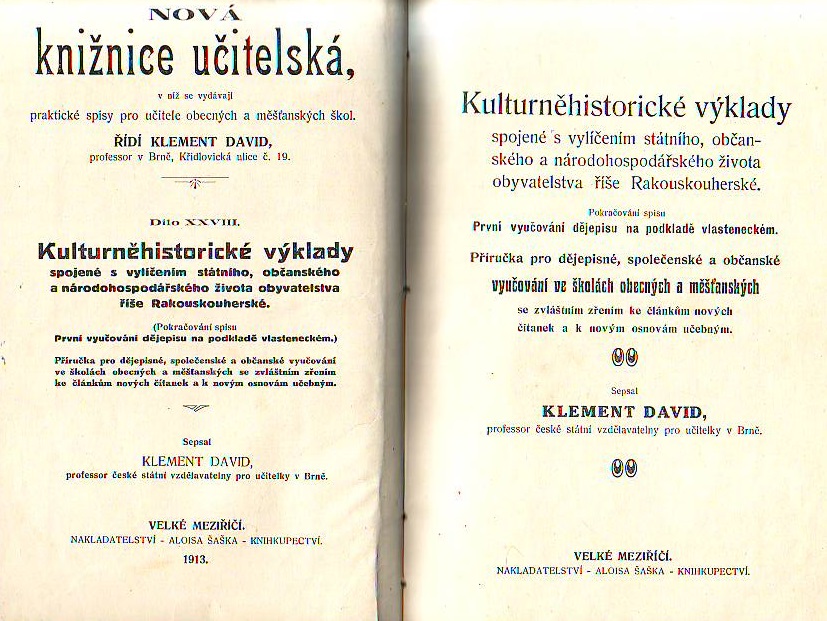 NOVÁ
knižnice učitelská,
v níž se vydávají
praktické spisy pro učitele obecných a měšťanských škol.
ŘÍDÍ KLEMENT DAVID,
professor v Brně, Křidlovická ulice č. 19.
Dílo XXVIII.
Kulturněhistorické výklady
spojené s vylíčením státního, občanského
a národohospodářského života obyvatelstva
říše Rakouskouherské.
(Pokračování spisu
První vyučování dějepisu na podkladě vlasteneckém.)
Příručka pro dějepisné, společenské a občanské vyučování
ve školách obecných a měšťanských se zvláštním zřením
ke článkům nových čítanek a k novým osnovám učebným.
Sepsal
KLEMENT DAVID,
professor české státní vzdělavatelny pro učitelky v Brně.
VELKÉ MEZIŘÍČÍ.
NAKLADATELSTVÍ - ALOISA ŠAŠKA - KNIHKUPECTVÍ.
1913.
Kulturněhistorické výklady
spojené s vylíčením státního, občan-
ského a národohospodářského života
obyvatelstva říše Rakouskouherské.
Pokračování spisu
První vyučování dějepisu na podkladě vlasteneckém.
Příručka pro dějepisné, společenské a občanské
vyučování ve školách obecných a měšťanských
se zvláštním zřením ke článkům nových
čítanek a k novým osnovám učebným.
Sepsal
KLEMENT DAVID,
professor české státní vzdělavatelny pro učitelky v Brně.
VELKÉ MEZIŘÍČÍ.
NAKLADATELSTVÍ - ALOISA ŠAŠKA - KNIHKUPECTVÍ.